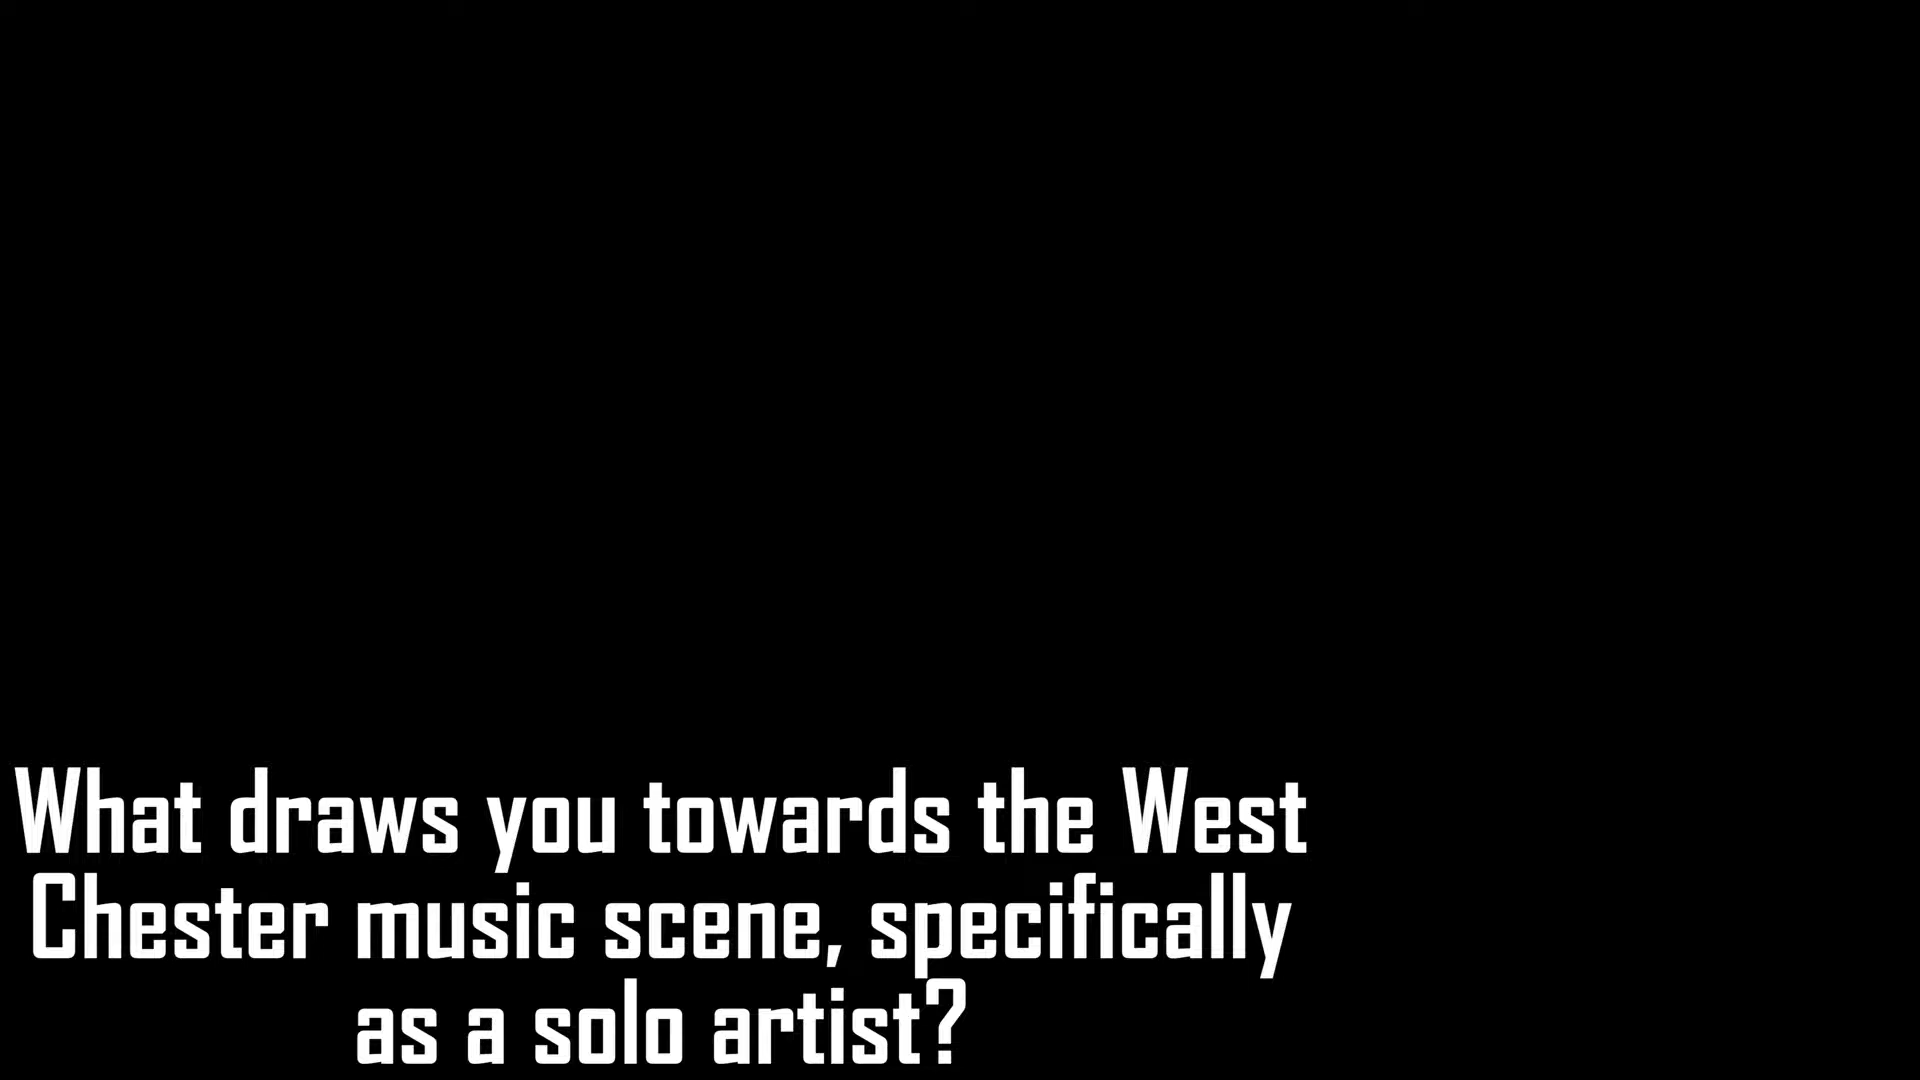 What draws you towards the West
Chester music scene, specifically
as a solo artist?